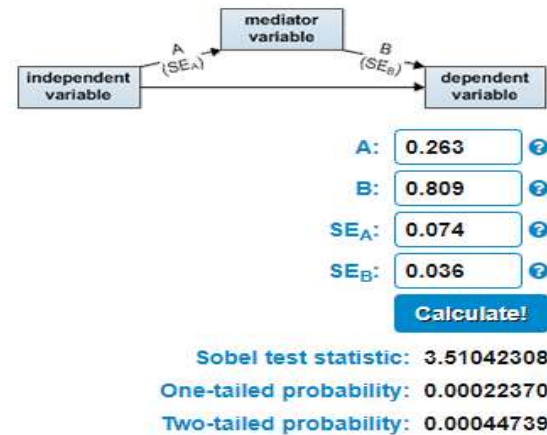 mediator
variable
A
(SEA)
B
(SEB)
independent
variable
dependent
variable
A: 0.263 ?
B: 0.809 ?
SEA: 0.074 ?
SEB: 0.036 ?
Calculate!
Sobel test statistic: 3.51042308
One-tailed probability: 0.00022370
Two-tailed probability: 0.00044739